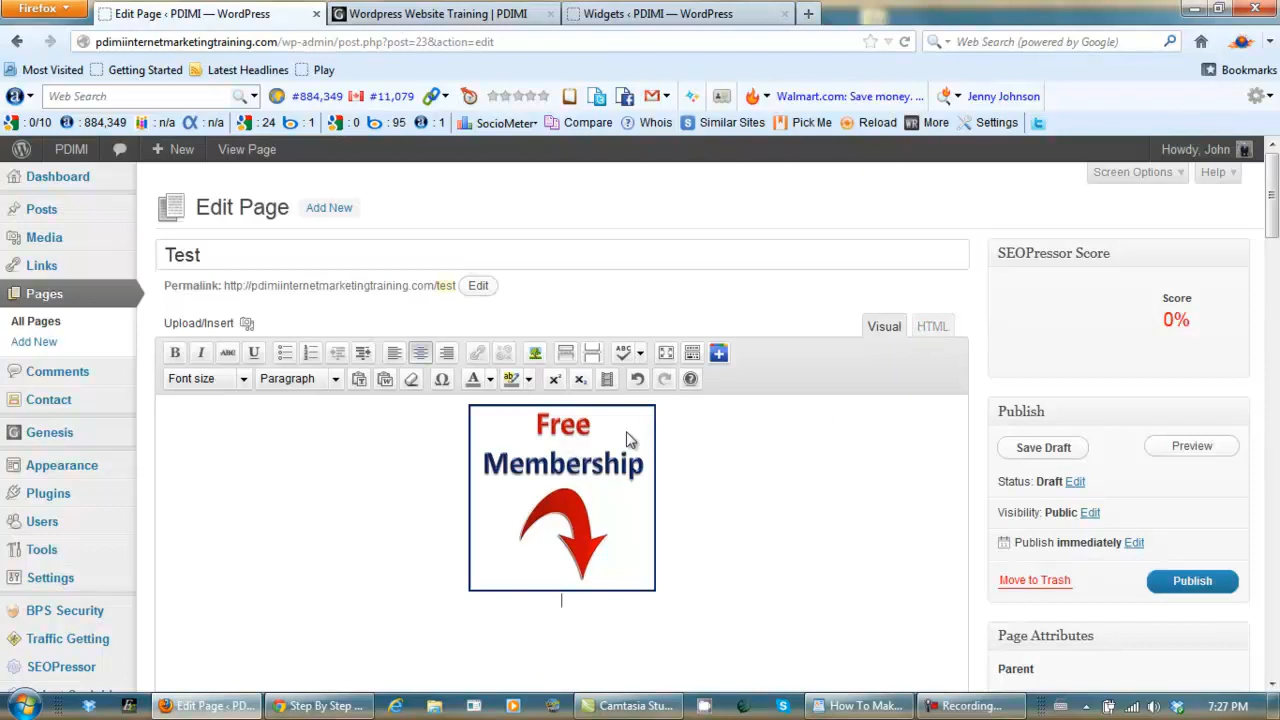 Firefox
Edit Page ‹ PDIMI — WordPress
Wordpress Website Training | PDIMI
Widgets ‹ PDIMI — WordPress
pdimiinternetmarketingtraining.com/wp-admin/post.php?post=23&action=edit
Web Search (powered by Google)
Most Visited
Getting Started
Latest Headlines
Play
Bookmarks
Web Search
#884,349
#11,079
Walmart.com: Save money. ...
Jenny Johnson
: 0/10
: 884,349
: n/a
: n/a
: 24
: 1
: 0
: 95
: 1
SocioMeter
Compare
Whois
Similar Sites
Pick Me
Reload
More
Settings
PDIMI
New
View Page
Howdy, John
Dashboard
Posts
Media
Links
Pages
All Pages
Add New
Comments
Contact
Genesis
Appearance
Plugins
Users
Tools
Settings
BPS Security
Traffic Getting
SEOPressor
Screen Options
Help
Edit Page
Add New
Test
Permalink: http://pdimiinternetmarketingtraining.com/test
Edit
Upload/Insert
Visual
HTML
B I ABC U
ABC
Font size
Paragraph
Free
Membership
SEOPressor Score
Score
0%
Publish
Save Draft
Preview
Status: Draft Edit
Visibility: Public Edit
Publish immediately Edit
Move to Trash
Publish
Page Attributes
Parent
Edit Page ‹ PD...
Step By Step ...
Camtasia Stu...
How To Mak...
Recording...
7:27 PM